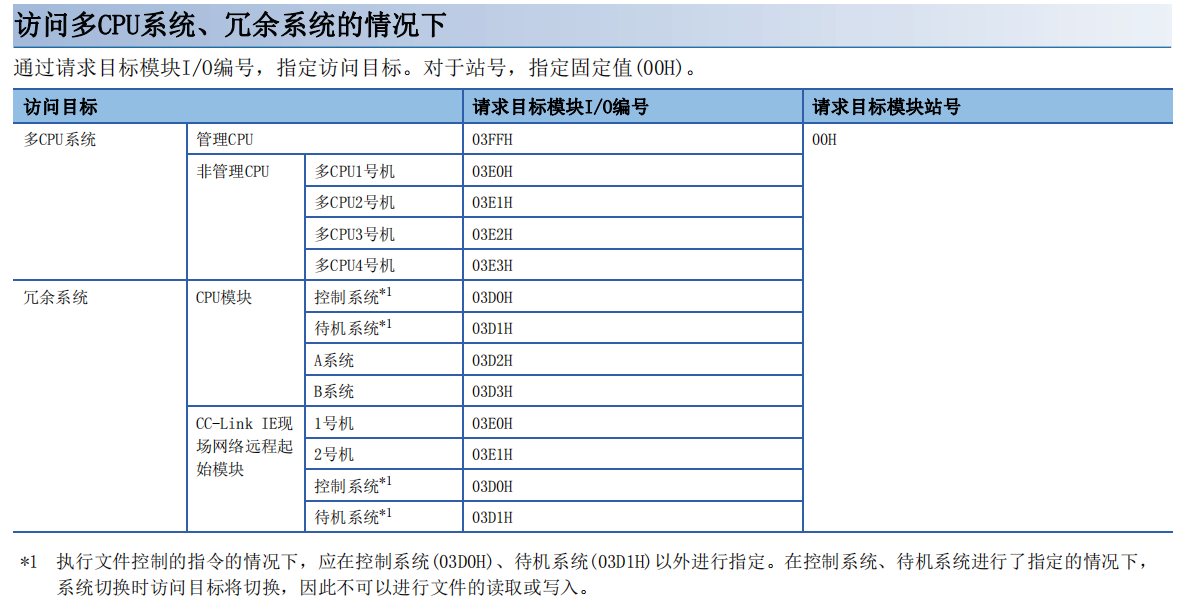 访问多CPU系统、冗余系统的情况下
通过请求目标模块I/O编号，指定访问目标。对于站号，指定固定值(00H)。
访问目标 请求目标模块I/O编号 请求目标模块站号
多CPU系统 管理CPU 03FFH 00H
非管理CPU 多CPU1号机 03E0H
多CPU2号机 03E1H
多CPU3号机 03E2H
多CPU4号机 03E3H
冗余系统 CPU模块 控制系统*1 03D0H
待机系统*1 03D1H
A系统 03D2H
B系统 03D3H
CC-Link IE现 1号机 03E0H
场网络远程起 2号机 03E1H
始模块
控制系统*1 03D0H
待机系统*1 03D1H
*1 执行文件控制的指令的情况下，应在控制系统(03D0H)、待机系统(03D1H)以外进行指定。在控制系统、待机系统进行了指定的情况下，
系统切换时访问目标将切换，因此不可以进行文件的读取或写入。